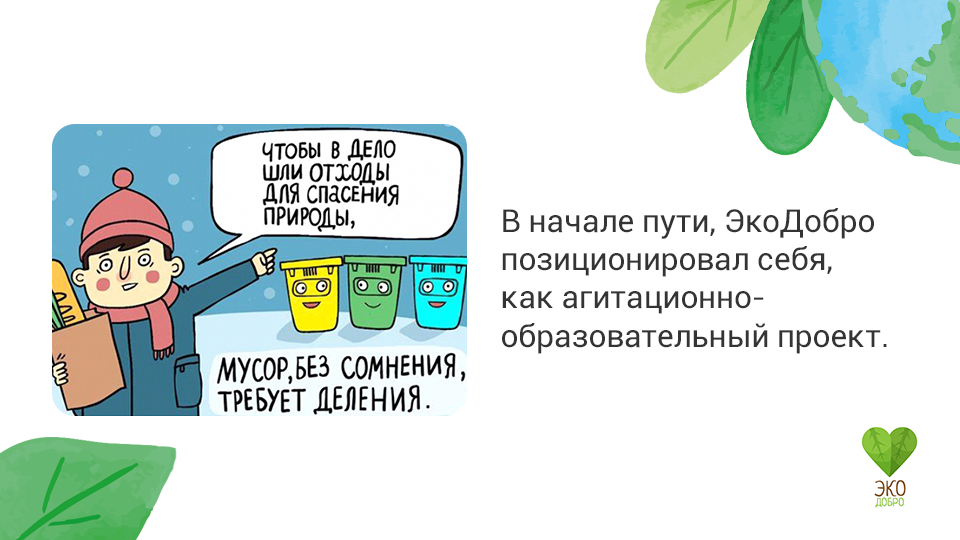 ЧТОБЫ В ДЕЛО
ШЛИ ОТХОДЫ
ДЛЯ СПАСЕНИЯ
ПРИРОДЫ,
МУСОР, БЕЗ СОМНЕНИЯ,
ТРЕБУЕТ ДЕЛЕНИЯ.
В начале пути, ЭкоДобро
позиционировал себя,
как агитационно-
образовательный проект.
ЭКО
ДОБРО